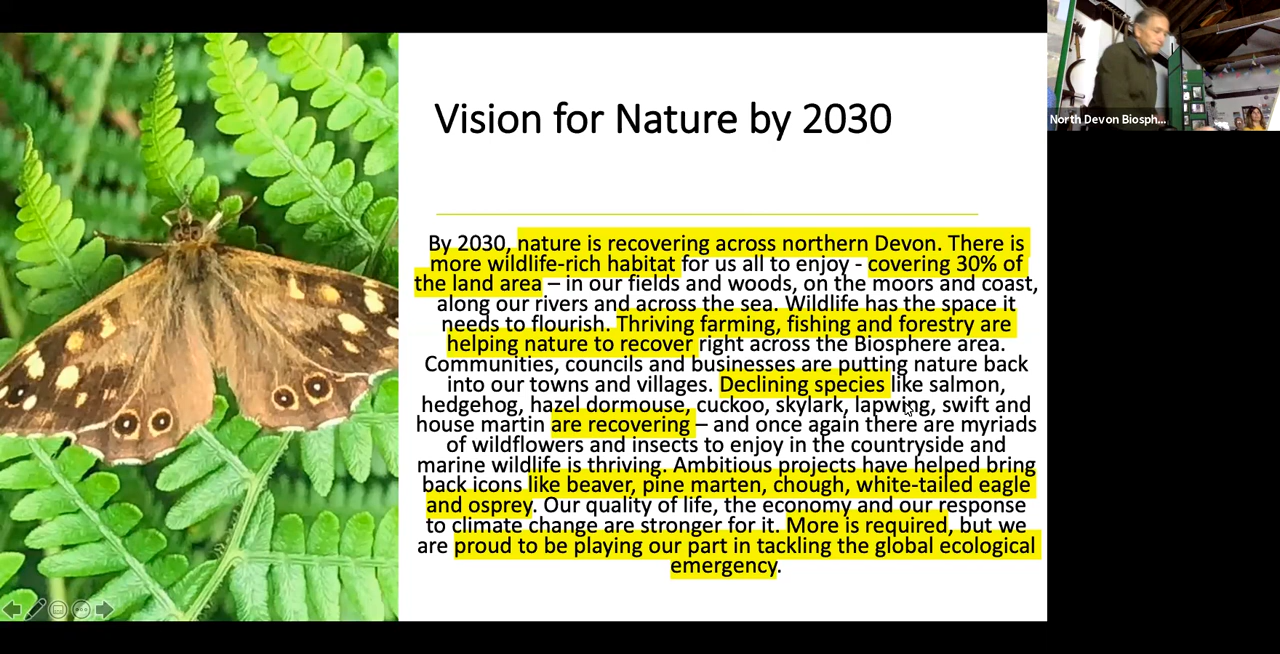 Vision for Nature by 2030
By 2030, nature is recovering across northern Devon. There is
more wildlife-rich habitat for us all to enjoy - covering 30% of
the land area – in our fields and woods, on the moors and coast,
along our rivers and across the sea. Wildlife has the space it
needs to flourish. Thriving farming, fishing and forestry are
helping nature to recover right across the Biosphere area.
Communities, councils and businesses are putting nature back
into our towns and villages. Declining species like salmon,
hedgehog, hazel dormouse, cuckoo, skylark, lapwing, swift and
house martin are recovering – and once again there are myriads
of wildflowers and insects to enjoy in the countryside and
marine wildlife is thriving. Ambitious projects have helped bring
back icons like beaver, pine marten, chough, white-tailed eagle
and osprey. Our quality of life, the economy and our response
to climate change are stronger for it. More is required, but we
are proud to be playing our part in tackling the global ecological
emergency.
North Devon Biosph...